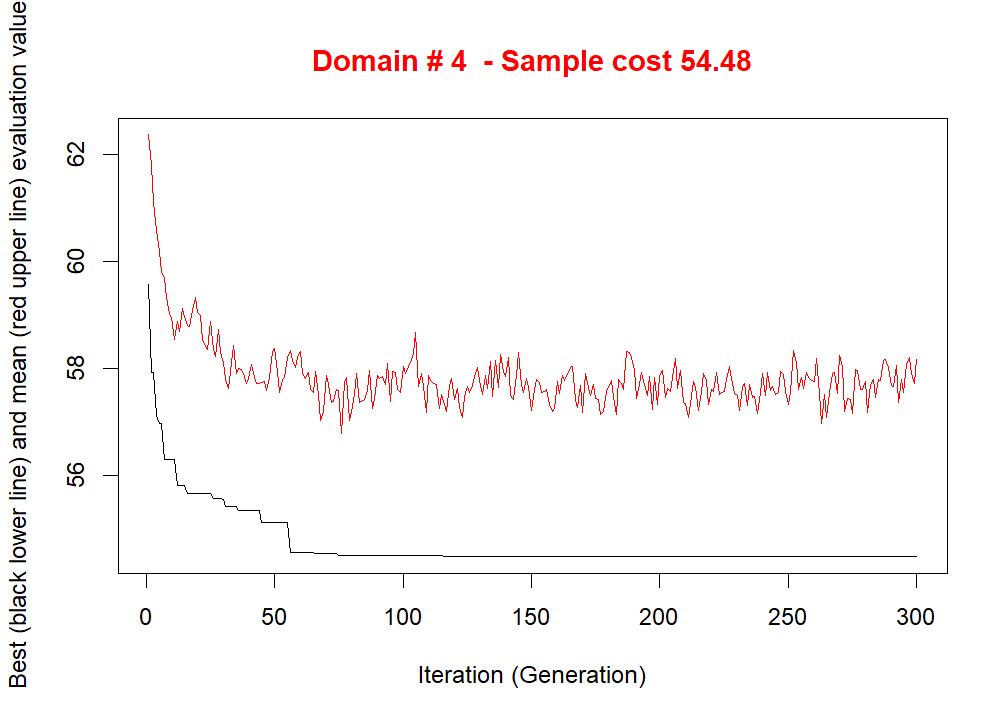 Domain # 4  - Sample cost 54.48
Best (black lower line) and mean (red upper line) evaluation value
62
60
58
56
0 50 100 150 200 250 300
Iteration (Generation)